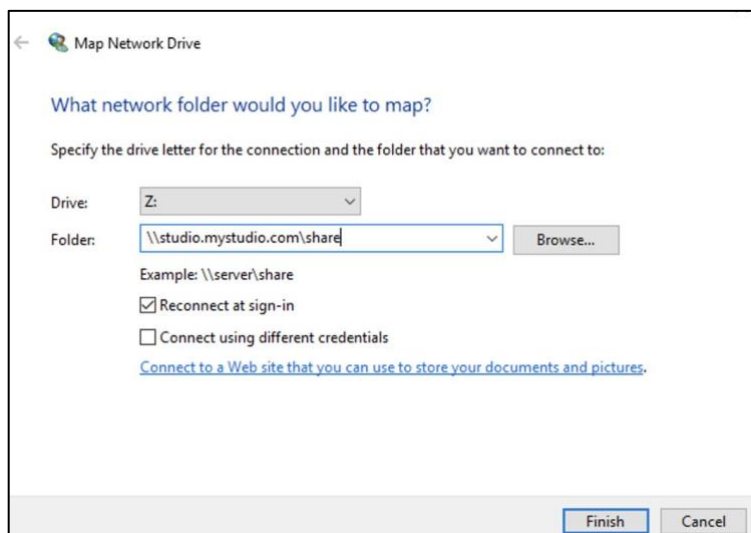 Map Network Drive
What network folder would you like to map?
Specify the drive letter for the connection and the folder that you want to connect to:
Drive: Z:
Folder: \\studio.mystudio.com\share Browse...
Example: \\server\share
Reconnect at sign-in
Connect using different credentials
Connect to a Web site that you can use to store your documents and pictures.
Finish Cancel